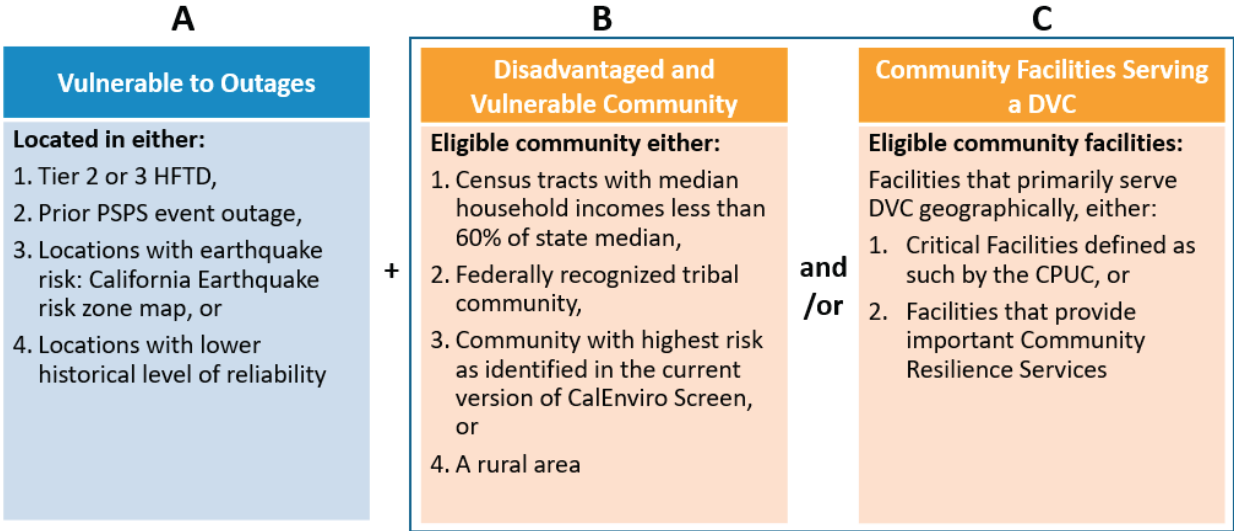 A
Vulnerable to Outages
Located in either:
1. Tier 2 or 3 HFTD,
2. Prior PSPS event outage,
3. Locations with earthquake
risk: California Earthquake
risk zone map, or
4. Locations with lower
historical level of reliability
+
B
Disadvantaged and
Vulnerable Community
Eligible community either:
1. Census tracts with median
household incomes less than
60% of state median,
2. Federally recognized tribal
community,
3. Community with highest risk
as identified in the current
version of CalEnviro Screen,
or
4. A rural area
and
/or
C
Community Facilities Serving
a DVC
Eligible community facilities:
Facilities that primarily serve
DVC geographically, either:
1. Critical Facilities defined as
such by the CPUC, or
2. Facilities that provide
important Community
Resilience Services